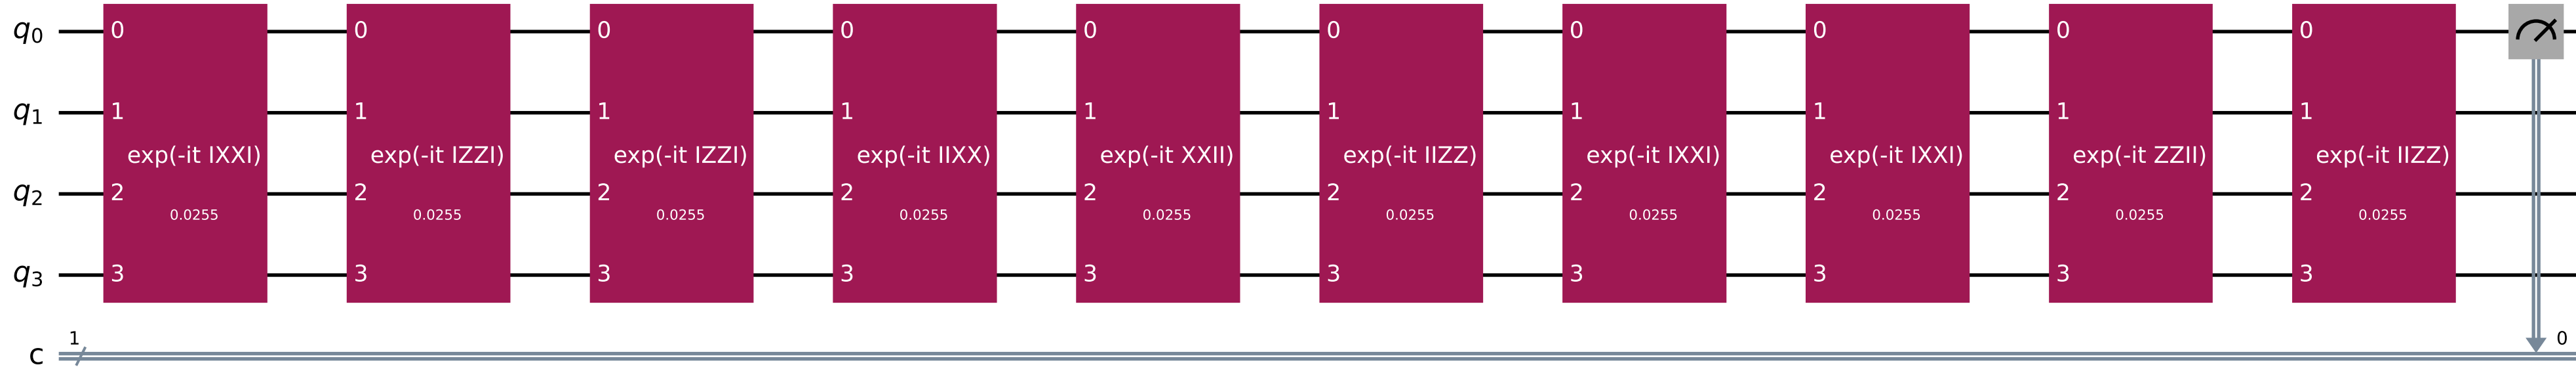 q0 0 0 0 0 0 0 0 0 0 0
q1 1 1 1 1 1 1 1 1 1 1
exp(-it IXXI) exp(-it IZZI) exp(-it IZZI) exp(-it IIXX) exp(-it XXII) exp(-it IIZZ) exp(-it IXXI) exp(-it IXXI) exp(-it ZZII) exp(-it IIZZ)
q2 2 2 2 2 2 2 2 2 2 2
0.0255 0.0255 0.0255 0.0255 0.0255 0.0255 0.0255 0.0255 0.0255 0.0255
q3 3 3 3 3 3 3 3 3 3 3
1 0
c